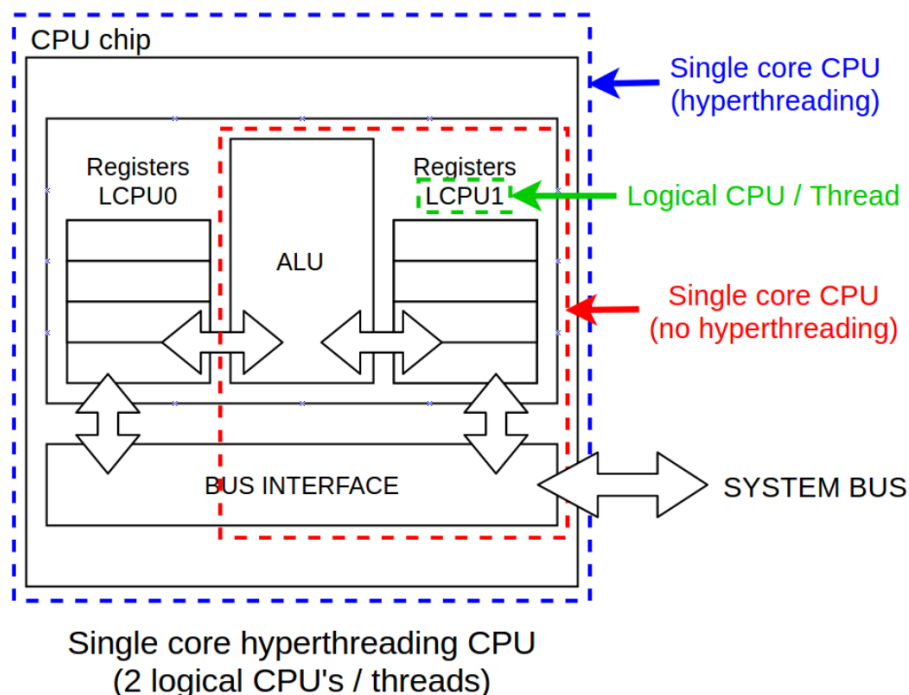 CPU chip
Single core CPU
(hyperthreading)
Registers
LCPU0
Registers
LCPU1
Logical CPU / Thread
ALU
Single core CPU
(no hyperthreading)
BUS INTERFACE
SYSTEM BUS
Single core hyperthreading CPU
(2 logical CPU's / threads)